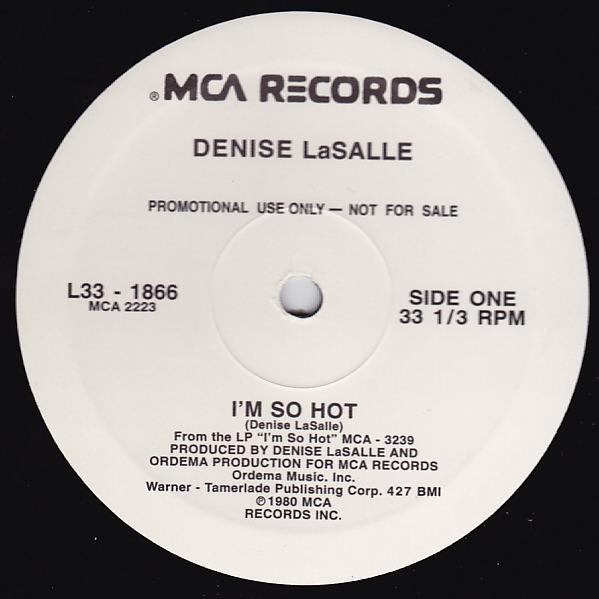 ® MCA RECORDS
DENISE LaSALLE
PROMOTIONAL USE ONLY — NOT FOR SALE
L33 - 1866
MCA 2223
SIDE ONE
33 1/3 RPM
I'M SO HOT
(Denise LaSalle)
From the LP "I'm So Hot" MCA - 3239
PRODUCED BY DENISE LaSALLE AND
ORDEMA PRODUCTION FOR MCA RECORDS
Ordema Music. Inc.
Warner - Tamerlade Publishing Corp. 427 BMI
℗1980 MCA
RECORDS INC.